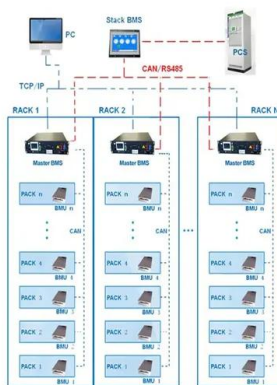 PC
Stack BMS
PCS
CAN/RS485
TCP/IP
RACK 1
RACK 2
RACK N
Master BMS
Master BMS
Master BMS
PACK n
BMU n
PACK n
BMU n
PACK n
BMU n
CAN
CAN
CAN
PACK 4
BMU 4
PACK 4
BMU 4
PACK 4
BMU 4
PACK 3
BMU 3
PACK 3
BMU 3
PACK 3
BMU 3
PACK 2
BMU 2
PACK 2
BMU 2
PACK 2
BMU 2
PACK 1
BMU 1
PACK 1
BMU 1
PACK 1
BMU 1